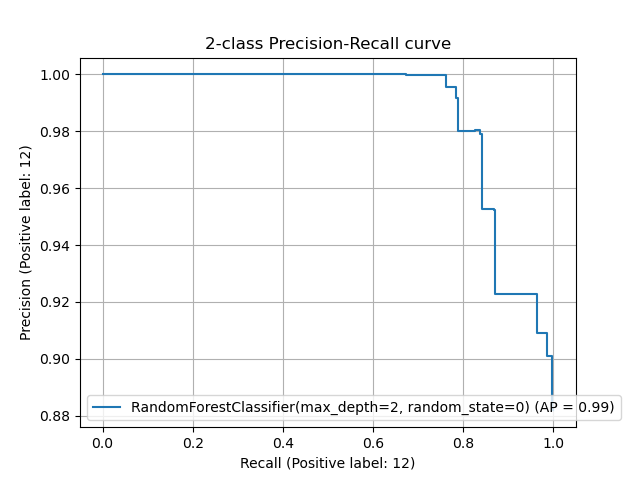 2-class Precision-Recall curve
1.00
0.98
0.96
0.94
0.92
0.90
0.88
Precision (Positive label: 12)
RandomForestClassifier(max_depth=2, random_state=0) (AP = 0.99)
0.0 0.2 0.4 0.6 0.8 1.0
Recall (Positive label: 12)